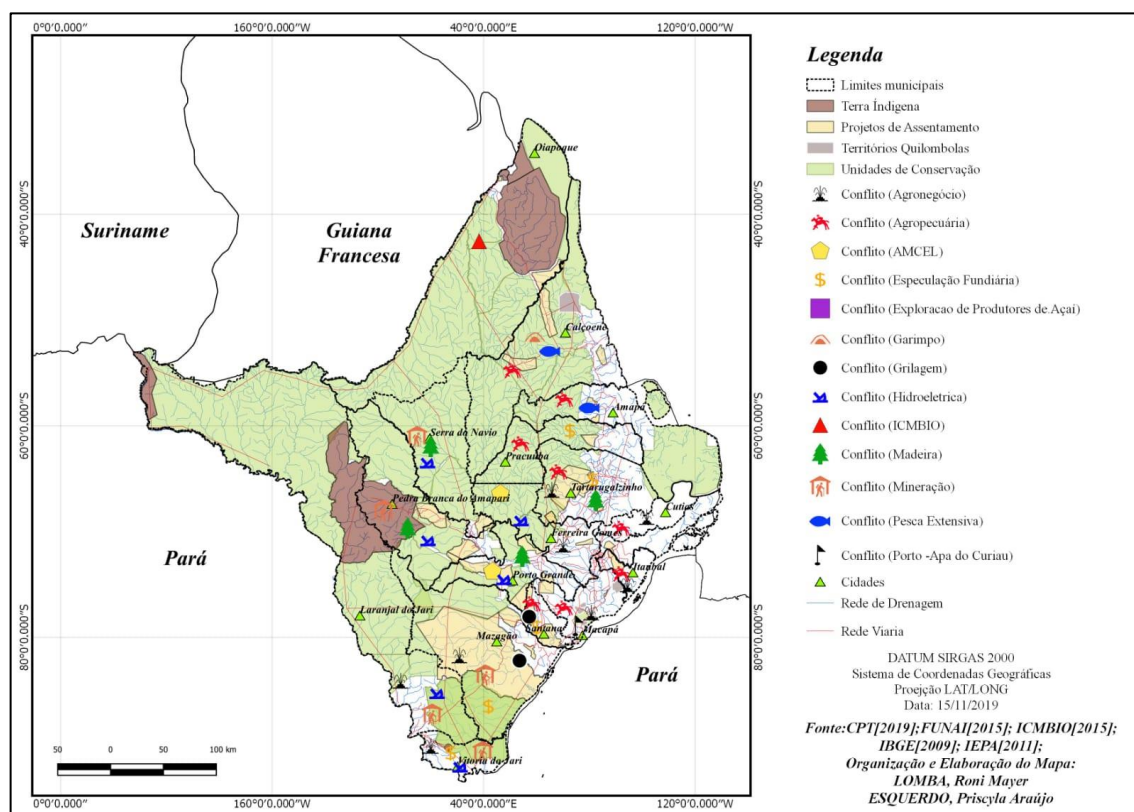 0°0'0.000"
160°0'0.000"
40°0'0.000"
120°0'0.000"
40°0'0.000"S
60°0'0.000"S
80°0'0.000"S
40°0'0.000"S
60°0'0.000"S
80°0'0.000"S
Suriname
Guiana
Francesa
Oiapoque
Calçoene
Amapá
Serra do Navio
Pracuúba
Tartarugalzinho
Pedra Branca do Amapari
Cutias
Ferreira Gomes
Pará
Porto Grande
Itaubal
Laranjal do Jari
Santana
Macapá
Mazagão
Pará
Vitoria do Jari
50 0 50 100 km
0°0'0.000"
160°0'0.000"
40°0'0.000"
120°0'0.000"
Legenda
Limites municipais
Terra Índigena
Projetos de Assentamento
Territórios Quilombolas
Unidades de Conservação
Conflito (Agronegócio)
Conflito (Agropecuária)
Conflito (AMCEL)
Conflito (Especulação Fundiária)
Conflito (Exploracao de Produtores de.Açaí)
Conflito (Garimpo)
Conflito (Grilagem)
Conflito (Hidroeletrica)
Conflito (ICMBIO)
Conflito (Madeira)
Conflito (Mineração)
Conflito (Pesca Extensiva)
Conflito (Porto -Apa do Curiau)
Cidades
Rede de Drenagem
Rede Viaria
DATUM SIRGAS 2000
Sistema de Coordenadas Geográficas
Proejção LAT/LONG
Data: 15/11/2019
Fonte:CPT[2019];FUNAI[2015]; ICMBIO[2015];
IBGE[2009]; IEPA[2011];
Organização e Elaboração do Mapa:
LOMBA, Roni Mayer
ESQUERDO, Priscyla Araújo